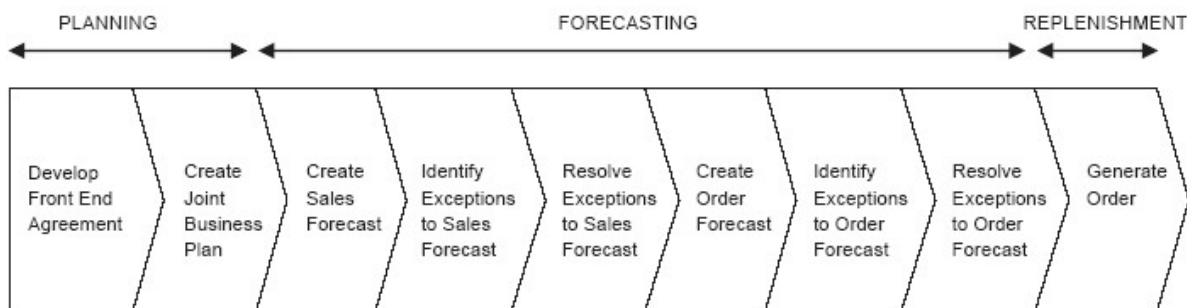 PLANNING
FORECASTING
REPLENISHMENT
Develop
Front End
Agreement
Create
Joint
Business
Plan
Create
Sales
Forecast
Identify
Exceptions
to Sales
Forecast
Resolve
Exceptions
to Sales
Forecast
Create
Order
Forecast
Identify
Exceptions
to Order
Forecast
Resolve
Exceptions
to Order
Forecast
Generate
Order